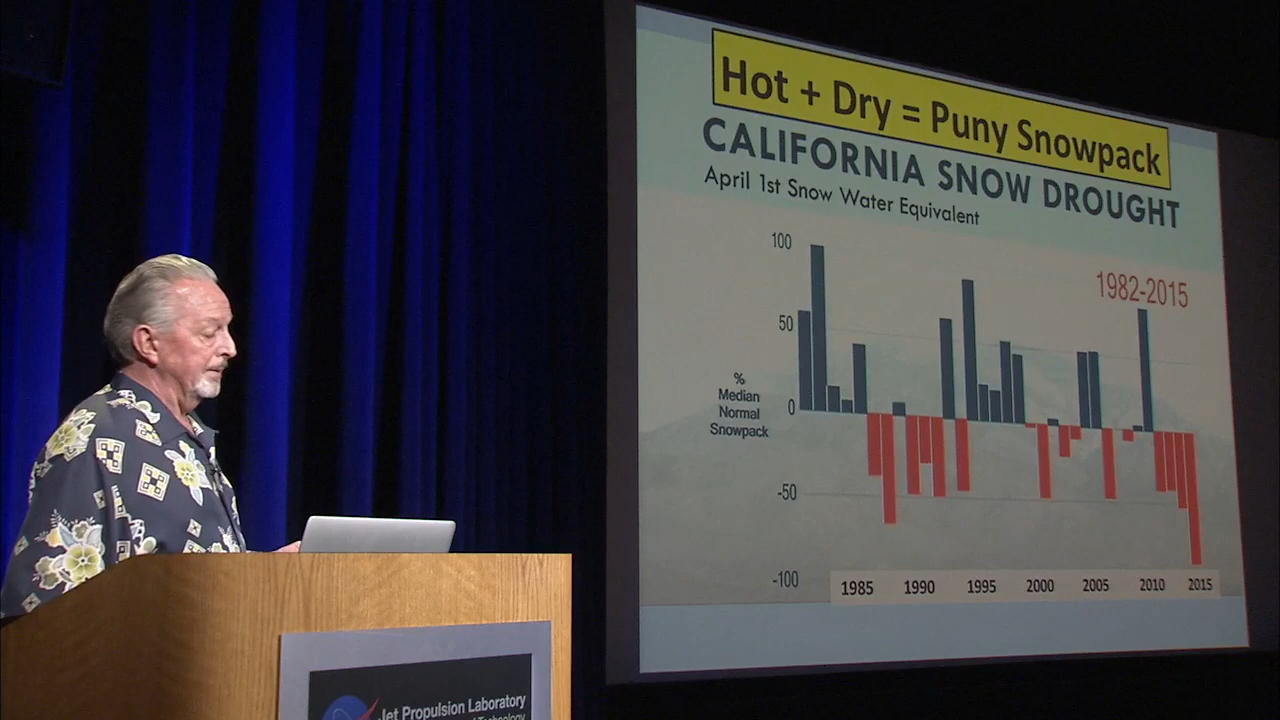 Hot + Dry = Puny Snowpack
CALIFORNIA SNOW DROUGHT
April 1st Snow Water Equivalent
1982-2015
100
50
0
-50
-100
%
Median
Normal
Snowpack
1985 1990 1995 2000 2005 2010 2015
Jet Propulsion Laboratory
Technology